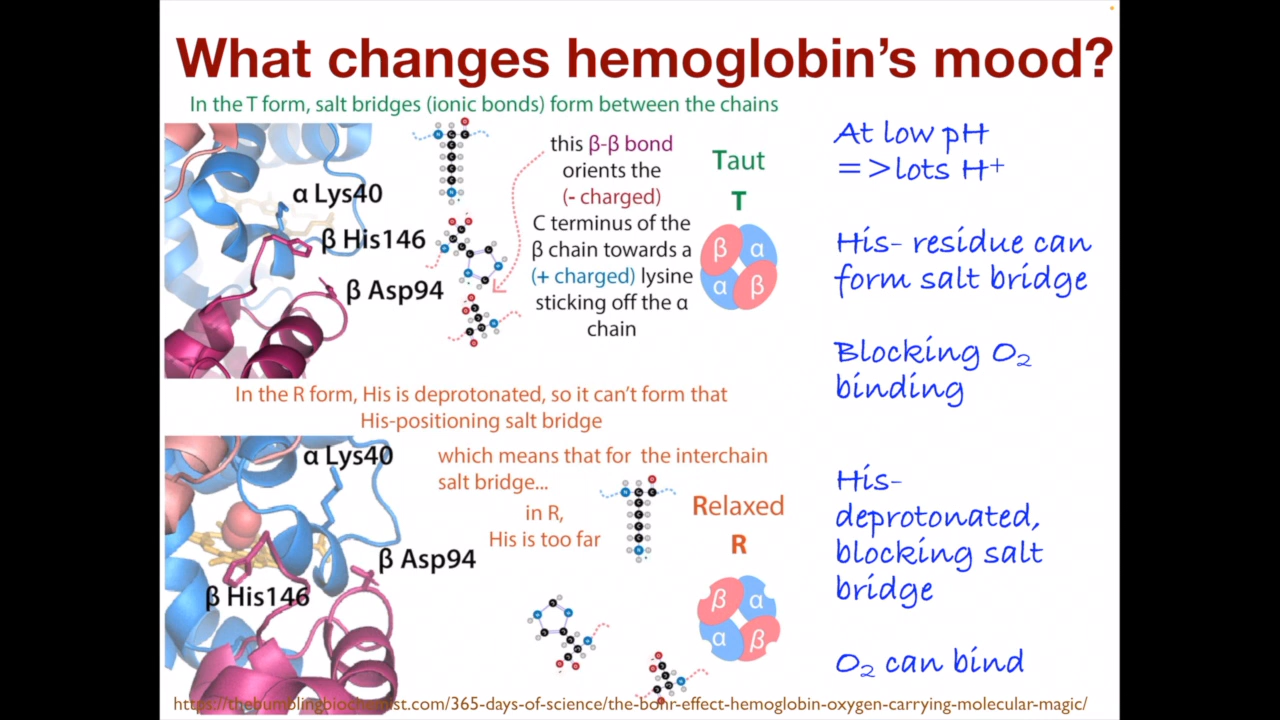 What changes hemoglobin's mood?
In the T form, salt bridges (ionic bonds) form between the chains
α Lys40
β His146
β Asp94
this β-β bond
orients the
(- charged)
C terminus of the
β chain towards a
(+ charged) lysine
sticking off the α
chain
Taut
T
β α
α β
At low pH
=>lots H⁺
His- residue can
form salt bridge
Blocking O₂
binding
In the R form, His is deprotonated, so it can't form that
His-positioning salt bridge
α Lys40
β Asp94
β His146
which means that for the interchain
salt bridge...
in R,
His is too far
Relaxed
R
β α
α β
His-
deprotonated,
blocking salt
bridge
O₂ can bind
https://thebumblingbiochemist.com/365-days-of-science/the-bohr-effect-hemoglobin-oxygen-carrying-molecular-magic/